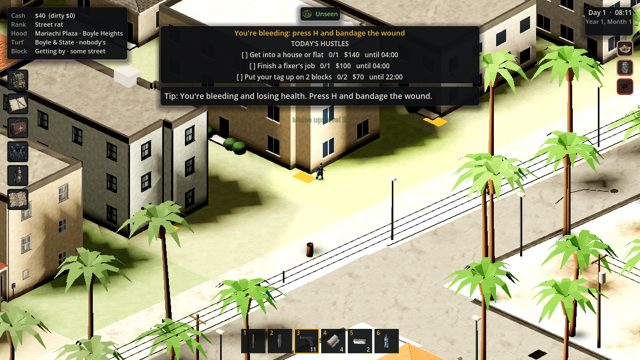 Cash $40 (dirty $0)
Rank Street rat
Hood Mariachi Plaza · Boyle Heights
Turf Boyle & State · nobody's
Block Getting by · some street
Unseen
Day 1 · 08:11
Year 1, Month 1
You're bleeding: press H and bandage the wound
TODAY'S HUSTLES
[ ] Get into a house or flat 0/1 $140 until 04:00
[ ] Finish a fixer's job 0/1 $100 until 04:00
[ ] Put your tag up on 2 blocks 0/2 $70 until 22:00
Tip: You're bleeding and losing health. Press H and bandage the wound.
1 2 3 4 5 6
11 4 2